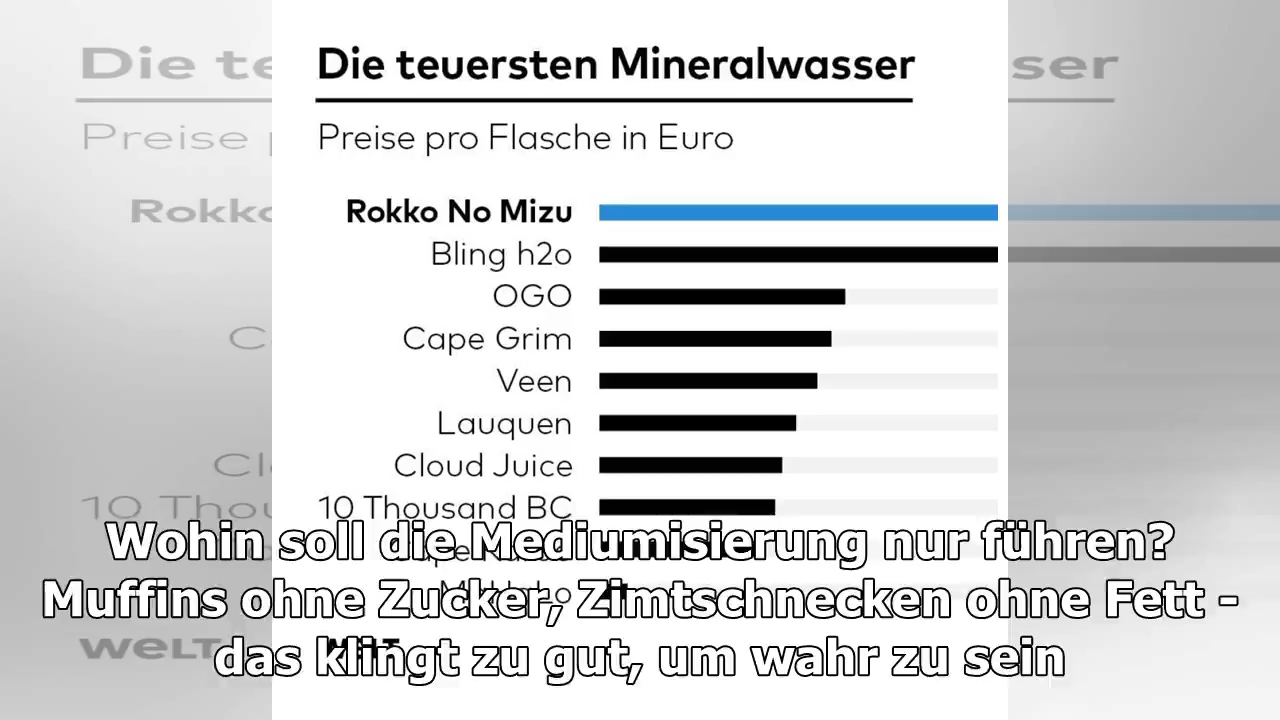 Die teuersten Mineralwasser
Preise pro Flasche in Euro
Rokko No Mizu
Bling h2o
OGO
Cape Grim
Veen
Lauquen
Cloud Juice
10 Thousand BC
Wohin soll die Mediumisierung nur führen?
Muffins ohne Zucker, Zimtschnecken ohne Fett -
das klingt zu gut, um wahr zu sein
WELT